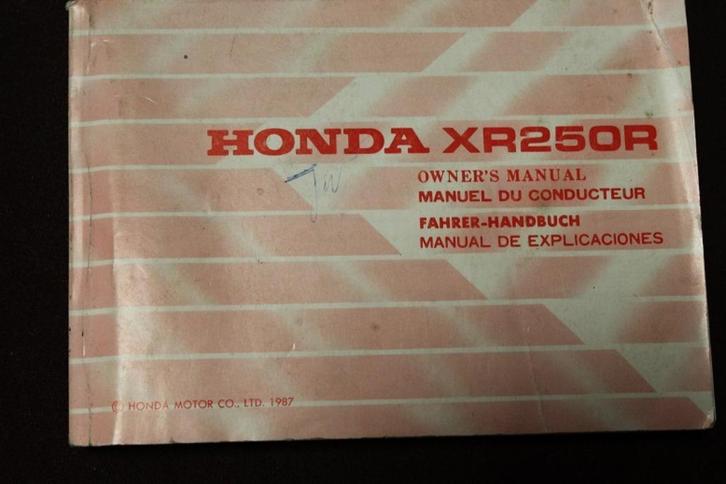 HONDA XR250R
OWNER'S MANUAL
MANUEL DU CONDUCTEUR
FAHRER-HANDBUCH
MANUAL DE EXPLICACIONES
© HONDA MOTOR CO., LTD. 1987